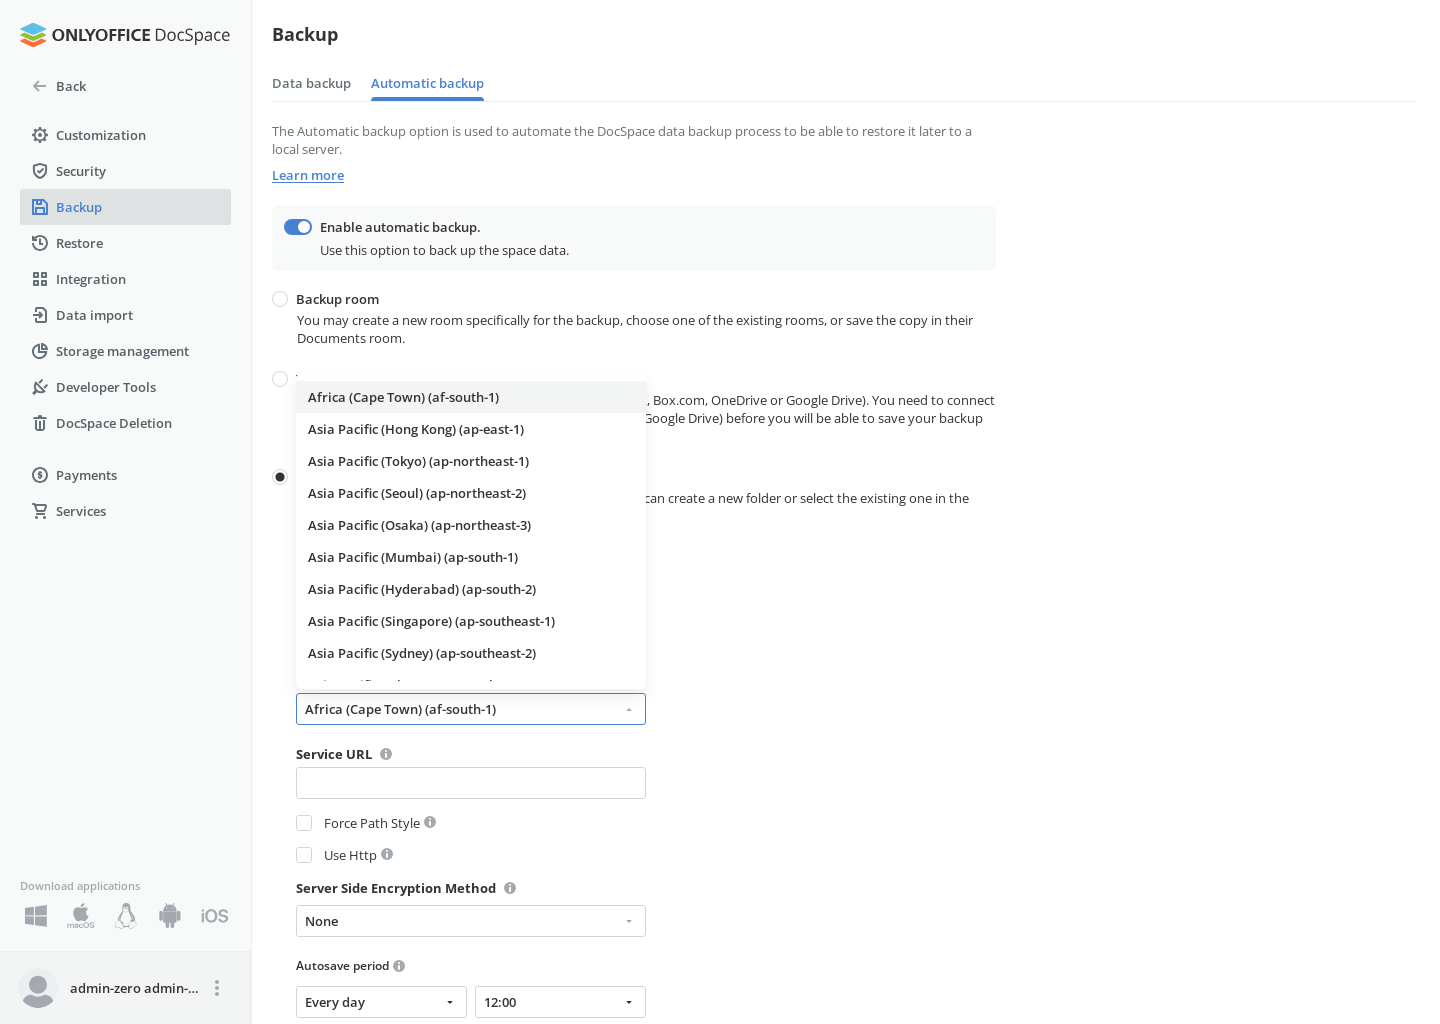 ONLYOFFICE DocSpace
Back
Customization
Security
Backup
Restore
Integration
Data import
Storage management
Developer Tools
DocSpace Deletion
Payments
Services
Download applications
macOS
iOS
admin-zero admin-...
Backup
Data backup
Automatic backup
The Automatic backup option is used to automate the DocSpace data backup process to be able to restore it later to a
local server.
Learn more
Enable automatic backup.
Use this option to back up the space data.
Backup room
You may create a new room specifically for the backup, choose one of the existing rooms, or save the copy in their
Documents room.
, Box.com, OneDrive or Google Drive). You need to connect
Google Drive) before you will be able to save your backup
can create a new folder or select the existing one in the
Africa (Cape Town) (af-south-1)
Asia Pacific (Hong Kong) (ap-east-1)
Asia Pacific (Tokyo) (ap-northeast-1)
Asia Pacific (Seoul) (ap-northeast-2)
Asia Pacific (Osaka) (ap-northeast-3)
Asia Pacific (Mumbai) (ap-south-1)
Asia Pacific (Hyderabad) (ap-south-2)
Asia Pacific (Singapore) (ap-southeast-1)
Asia Pacific (Sydney) (ap-southeast-2)
Africa (Cape Town) (af-south-1)
Service URL
Force Path Style
Use Http
Server Side Encryption Method
None
Autosave period
Every day
12:00